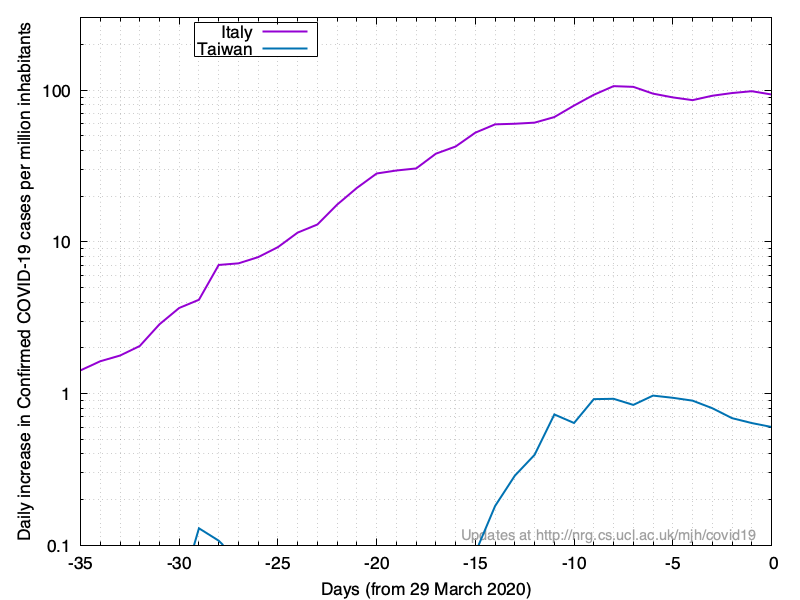 Italy
Taiwan
Daily increase in Confirmed COVID-19 cases per million inhabitants
100
10
1
0.1
Updates at http://nrg.cs.ucl.ac.uk/mjh/covid19
-35 -30 -25 -20 -15 -10 -5 0
Days (from 29 March 2020)